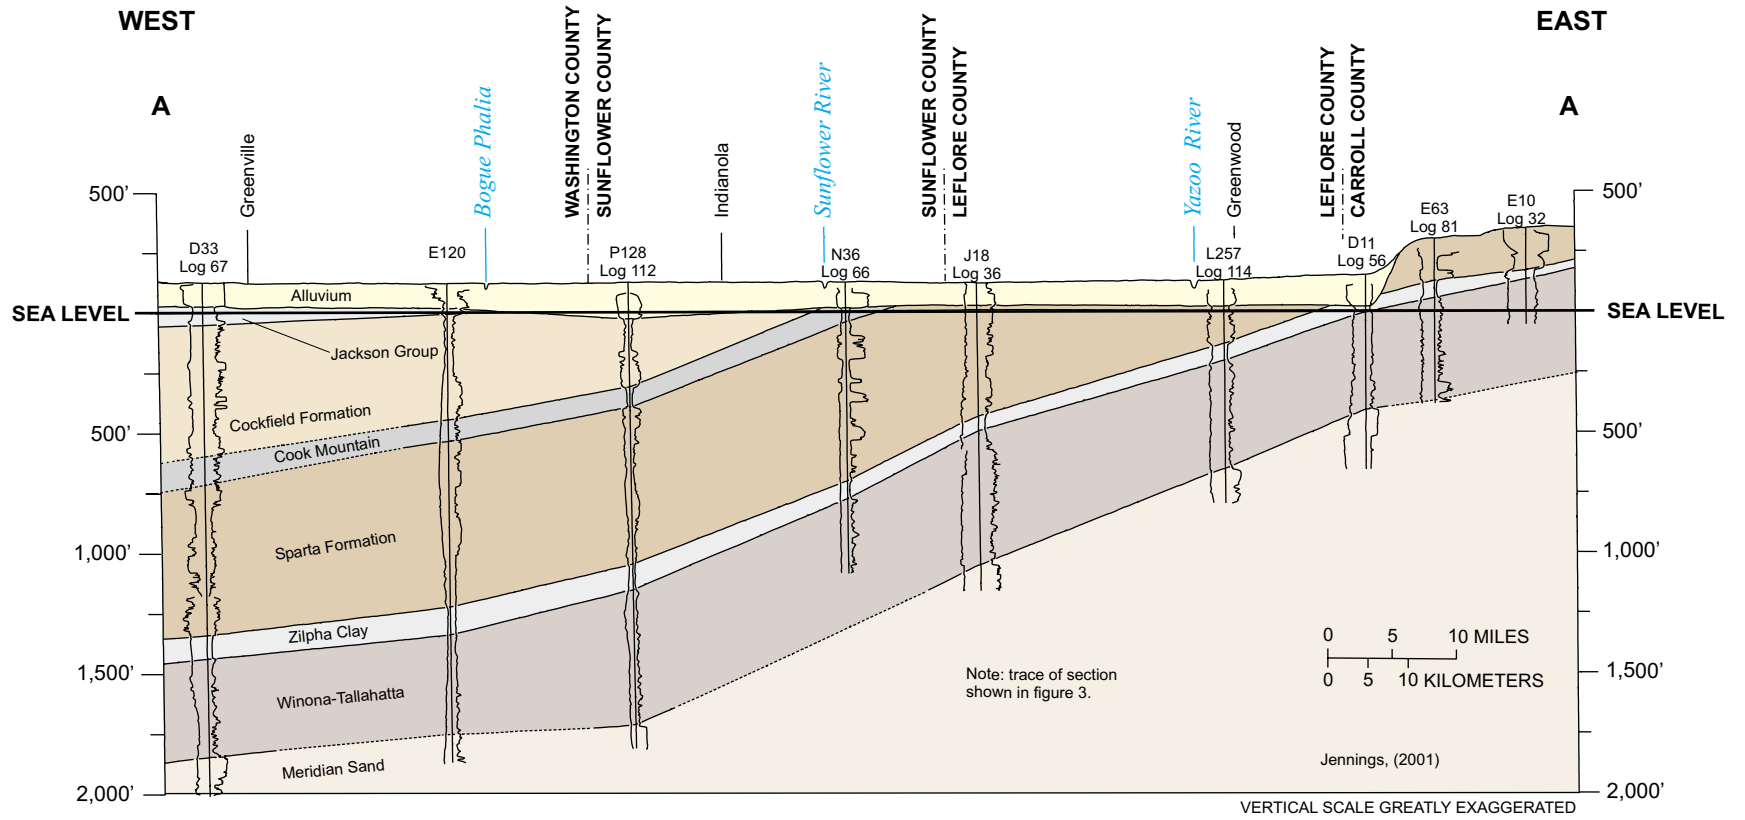 WEST
EAST
A
A
Greenville
Bogue Phalia
WASHINGTON COUNTY
SUNFLOWER COUNTY
Indianola
Sunflower River
SUNFLOWER COUNTY
LEFLORE COUNTY
Yazoo River
Greenwood
LEFLORE COUNTY
CARROLL COUNTY
500’
500’
D33
Log 67
E120
P128
Log 112
N36
Log 66
J18
Log 36
L257
Log 114
D11
Log 56
E63
Log 81
E10
Log 32
Alluvium
SEA LEVEL
SEA LEVEL
Jackson Group
Cockfield Formation
500’
500’
Cook Mountain
Sparta Formation
1,000’
1,000’
Zilpha Clay
0 5 10 MILES
0 5 10 KILOMETERS
1,500’
1,500’
Note: trace of section
shown in figure 3.
Winona-Tallahatta
Meridian Sand
Jennings, (2001)
2,000’
2,000’
VERTICAL SCALE GREATLY EXAGGERATED